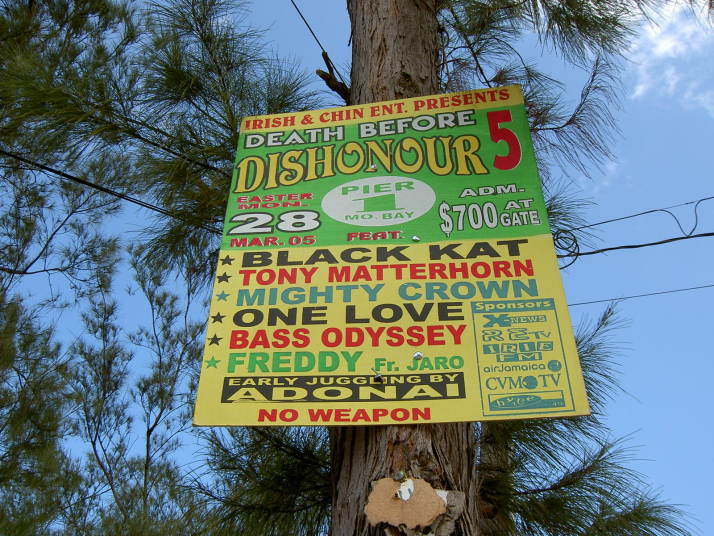 IRISH & CHIN ENT. PRESENTS
DEATH BEFORE
DISHONOUR 5
EASTER
MON.
28
MAR. 05
PIER
1
MO. BAY
ADM.
$700 AT
GATE
FEAT.
★ BLACK KAT
★ TONY MATTERHORN
★ MIGHTY CROWN
★ ONE LOVE
★ BASS ODYSSEY
★ FREDDY Fr. JARO
EARLY JUGGLING BY
ADONAI
NO WEAPON
Sponsors
X-NEWS
RETV
IRIE
FM
airJamaica
CVM TV